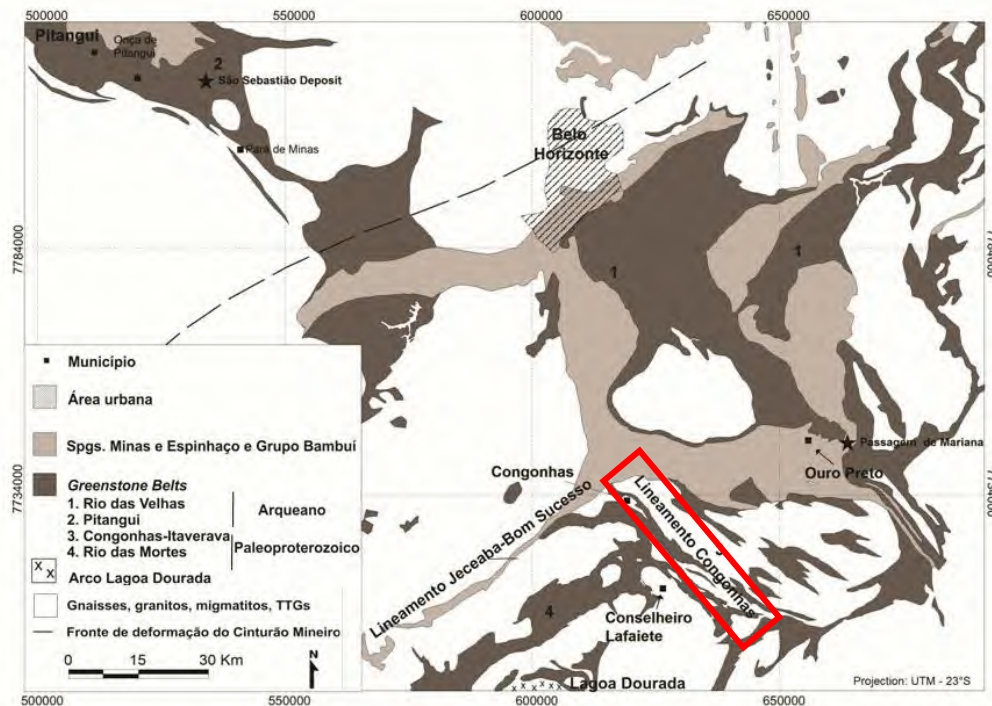 500000
550000
600000
650000
Pitangui
Onça de
Pitangui
2
São Sebastião Deposit
Pará de Minas
Belo
Horizonte
7784000
7784000
1
1
Município
Área urbana
Spgs. Minas e Espinhaço e Grupo Bambuí
Greenstone Belts
1. Rio das Velhas
2. Pitangui
Arqueano
3. Congonhas-Itaverava
4. Rio das Mortes
Paleoproterozoico
x x
Arco Lagoa Dourada
Gnaisses, granitos, migmatitos, TTGs
Fronte de deformação do Cinturão Mineiro
0 15 30 Km
N
Passagem de Mariana
Ouro Preto
Congonhas
7734000
7734000
Lineamento Jeceaba-Bom Sucesso
Lineamento Congonhas
4
Conselheiro
Lafaiete
x x x x x
Lagoa Dourada
Projection: UTM - 23°S
500000
550000
600000
650000